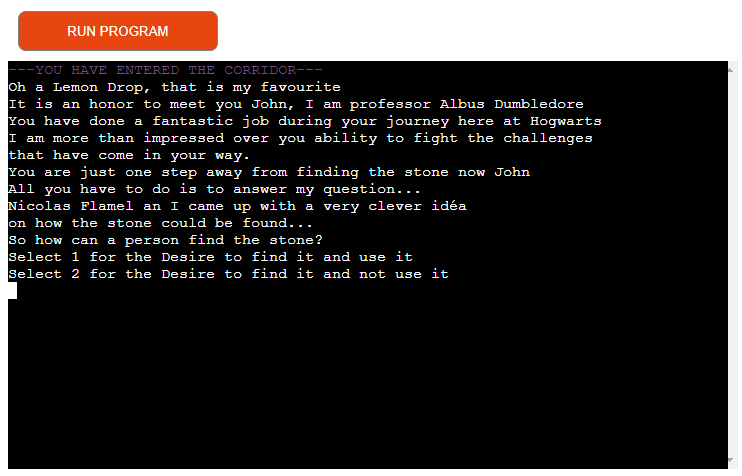 RUN PROGRAM
---YOU HAVE ENTERED THE CORRIDOR---
Oh a Lemon Drop, that is my favourite
It is an honor to meet you John, I am professor Albus Dumbledore
You have done a fantastic job during your journey here at Hogwarts
I am more than impressed over you ability to fight the challenges
that have come in your way.
You are just one step away from finding the stone now John
All you have to do is to answer my question...
Nicolas Flamel an I came up with a very clever idéa
on how the stone could be found...
So how can a person find the stone?
Select 1 for the Desire to find it and use it
Select 2 for the Desire to find it and not use it